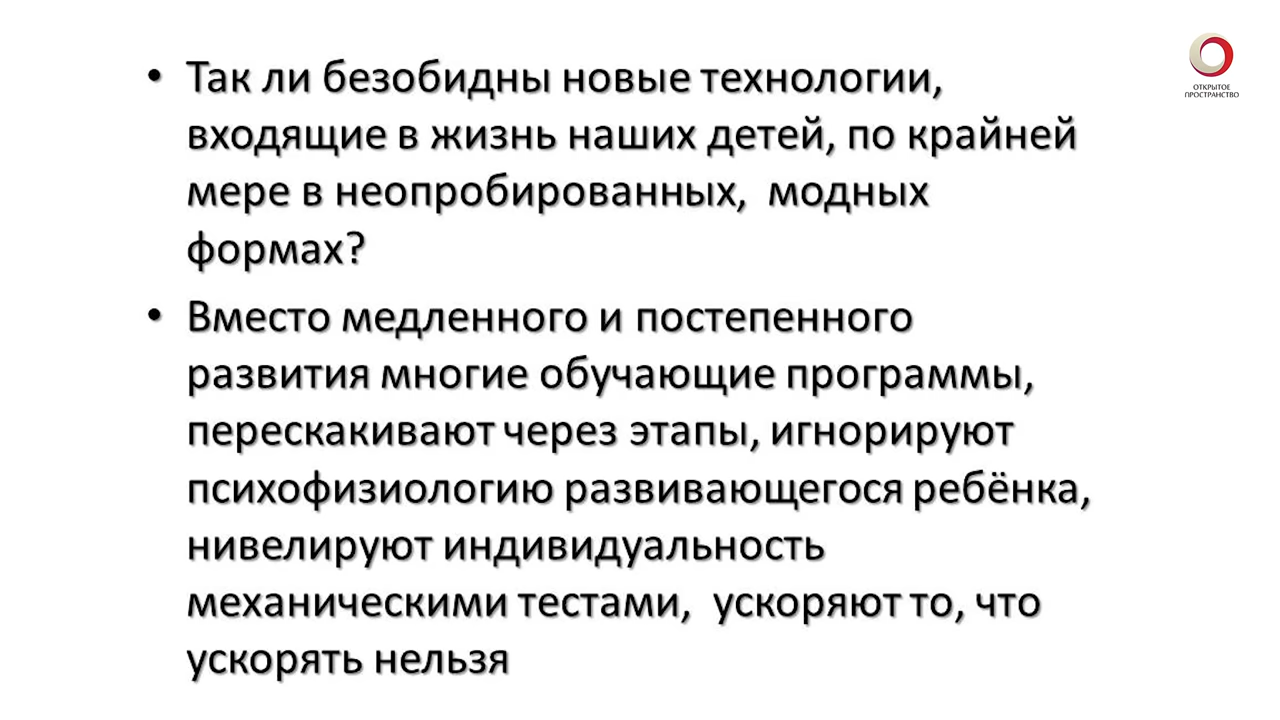 • Так ли безобидны новые технологии,
входящие в жизнь наших детей, по крайней
мере в неопробированных, модных
формах?
• Вместо медленного и постепенного
развития многие обучающие программы,
перескакивают через этапы, игнорируют
психофизиологию развивающегося ребёнка,
нивелируют индивидуальность
механическими тестами, ускоряют то, что
ускорять нельзя
ОТКРЫТОЕ
ПРОСТРАНСТВО